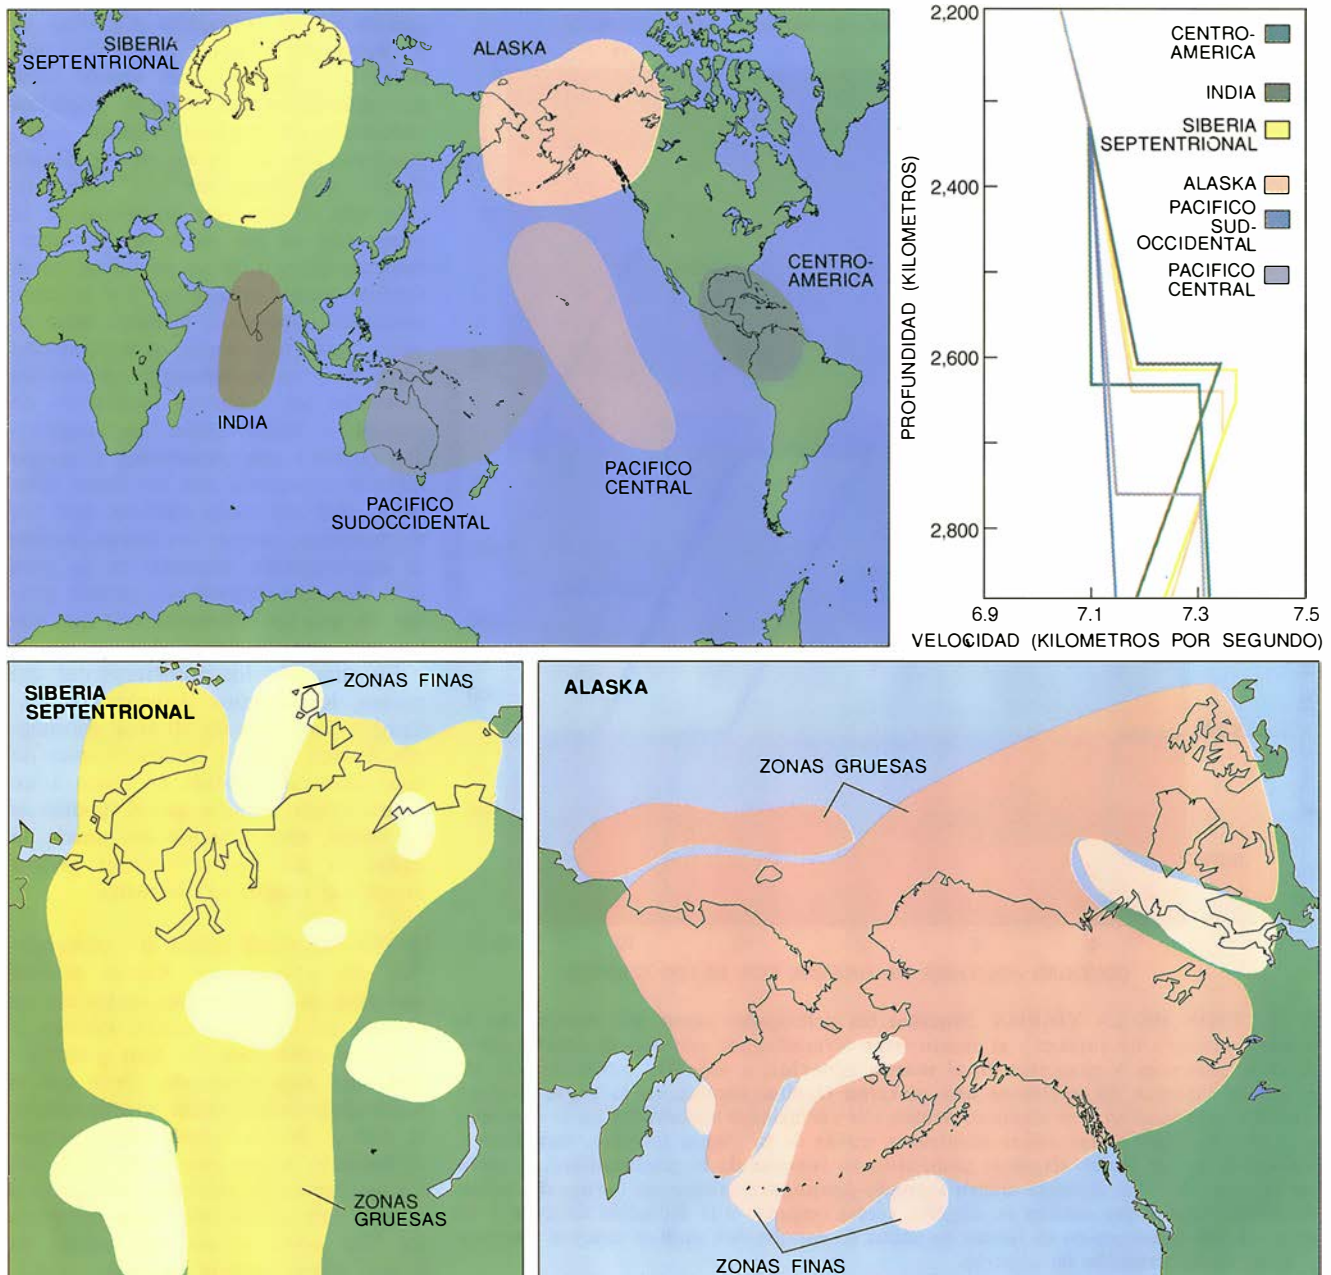 SIBERIA
SEPTENTRIONAL
ALASKA
CENTRO-
AMERICA
INDIA
PACIFICO
SUDOCCIDENTAL
PACIFICO
CENTRAL
2,200
2,400
2,600
2,800
PROFUNDIDAD (KILOMETROS)
CENTRO-
AMERICA
INDIA
SIBERIA
SEPTENTRIONAL
ALASKA
PACIFICO
SUD-
OCCIDENTAL
PACIFICO
CENTRAL
6.9 7.1 7.3 7.5
VELOCIDAD (KILOMETROS POR SEGUNDO)
SIBERIA
SEPTENTRIONAL
ZONAS FINAS
ZONAS
GRUESAS
ALASKA
ZONAS GRUESAS
ZONAS FINAS